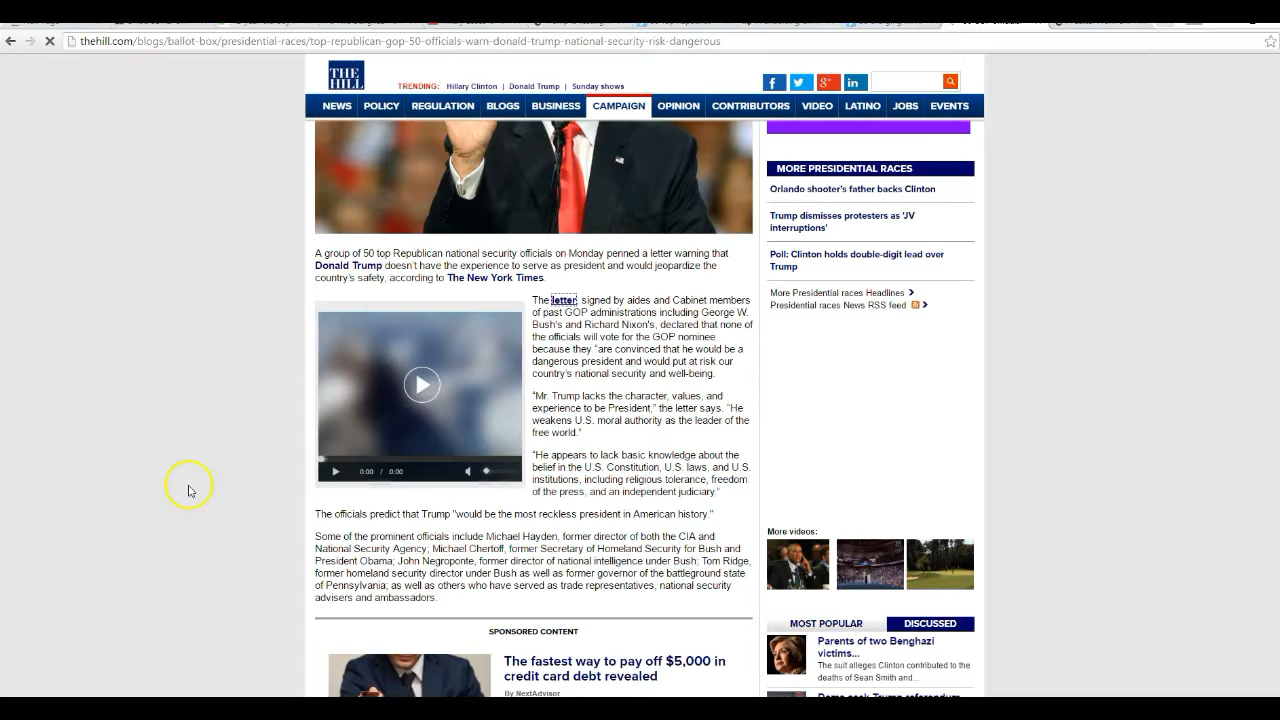 thehill.com/blogs/ballot-box/presidential-races/top-republican-gop-50-officials-warn-donald-trump-national-security-risk-dangerous
THE
HILL
TRENDING: Hillary Clinton | Donald Trump | Sunday shows
f
g+
in
NEWS POLICY REGULATION BLOGS BUSINESS CAMPAIGN OPINION CONTRIBUTORS VIDEO LATINO JOBS EVENTS
A group of 50 top Republican national security officials on Monday penned a letter warning that
Donald Trump doesn't have the experience to serve as president and would jeopardize the
country's safety, according to The New York Times.
The letter, signed by aides and Cabinet members
of past GOP administrations including George W.
Bush's and Richard Nixon's, declared that none of
the officials will vote for the GOP nominee
because they "are convinced that he would be a
dangerous president and would put at risk our
country's national security and well-being.
"Mr. Trump lacks the character, values, and
experience to be President," the letter says. "He
weakens U.S. moral authority as the leader of the
free world."
"He appears to lack basic knowledge about the
belief in the U.S. Constitution, U.S. laws, and U.S.
institutions, including religious tolerance, freedom
of the press, and an independent judiciary."
0:00 / 0:00
The officials predict that Trump "would be the most reckless president in American history."
Some of the prominent officials include Michael Hayden, former director of both the CIA and
National Security Agency; Michael Chertoff, former Secretary of Homeland Security for Bush and
President Obama; John Negroponte, former director of national intelligence under Bush; Tom Ridge,
former homeland security director under Bush as well as former governor of the battleground state
of Pennsylvania; as well as others who have served as trade representatives, national security
advisers and ambassadors.
SPONSORED CONTENT
The fastest way to pay off $5,000 in
credit card debt revealed
By NextAdvisor
MORE PRESIDENTIAL RACES
Orlando shooter's father backs Clinton
Trump dismisses protesters as 'JV
interruptions'
Poll: Clinton holds double-digit lead over
Trump
More Presidential races Headlines
Presidential races News RSS feed
More videos:
MOST POPULAR DISCUSSED
Parents of two Benghazi
victims...
The suit alleges Clinton contributed to the
deaths of Sean Smith and...